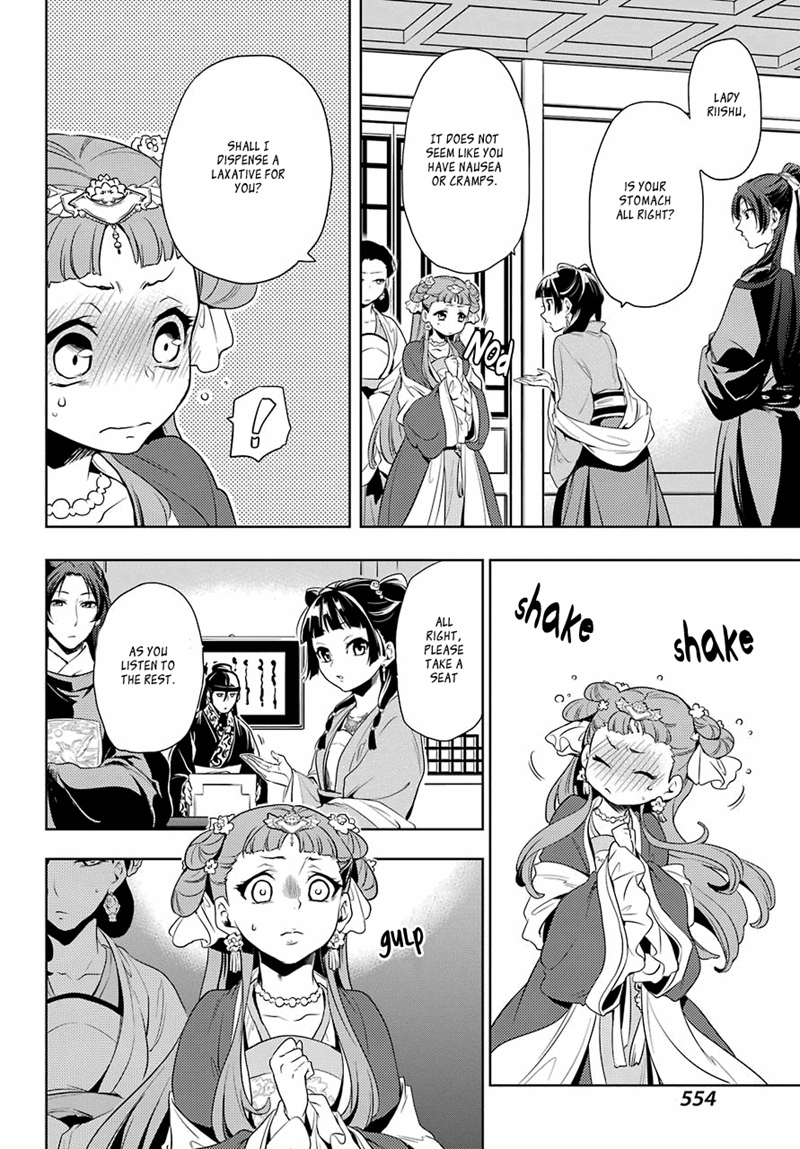 LADY
RIISHU,
IS YOUR
STOMACH
ALL RIGHT?
IT DOES NOT
SEEM LIKE YOU
HAVE NAUSEA
OR CRAMPS.
NOD
SHALL I
DISPENSE A
LAXATIVE FOR
YOU?
!
shake
shake
ALL
RIGHT,
PLEASE
TAKE A
SEAT
AS YOU
LISTEN TO
THE REST.
gulp
554